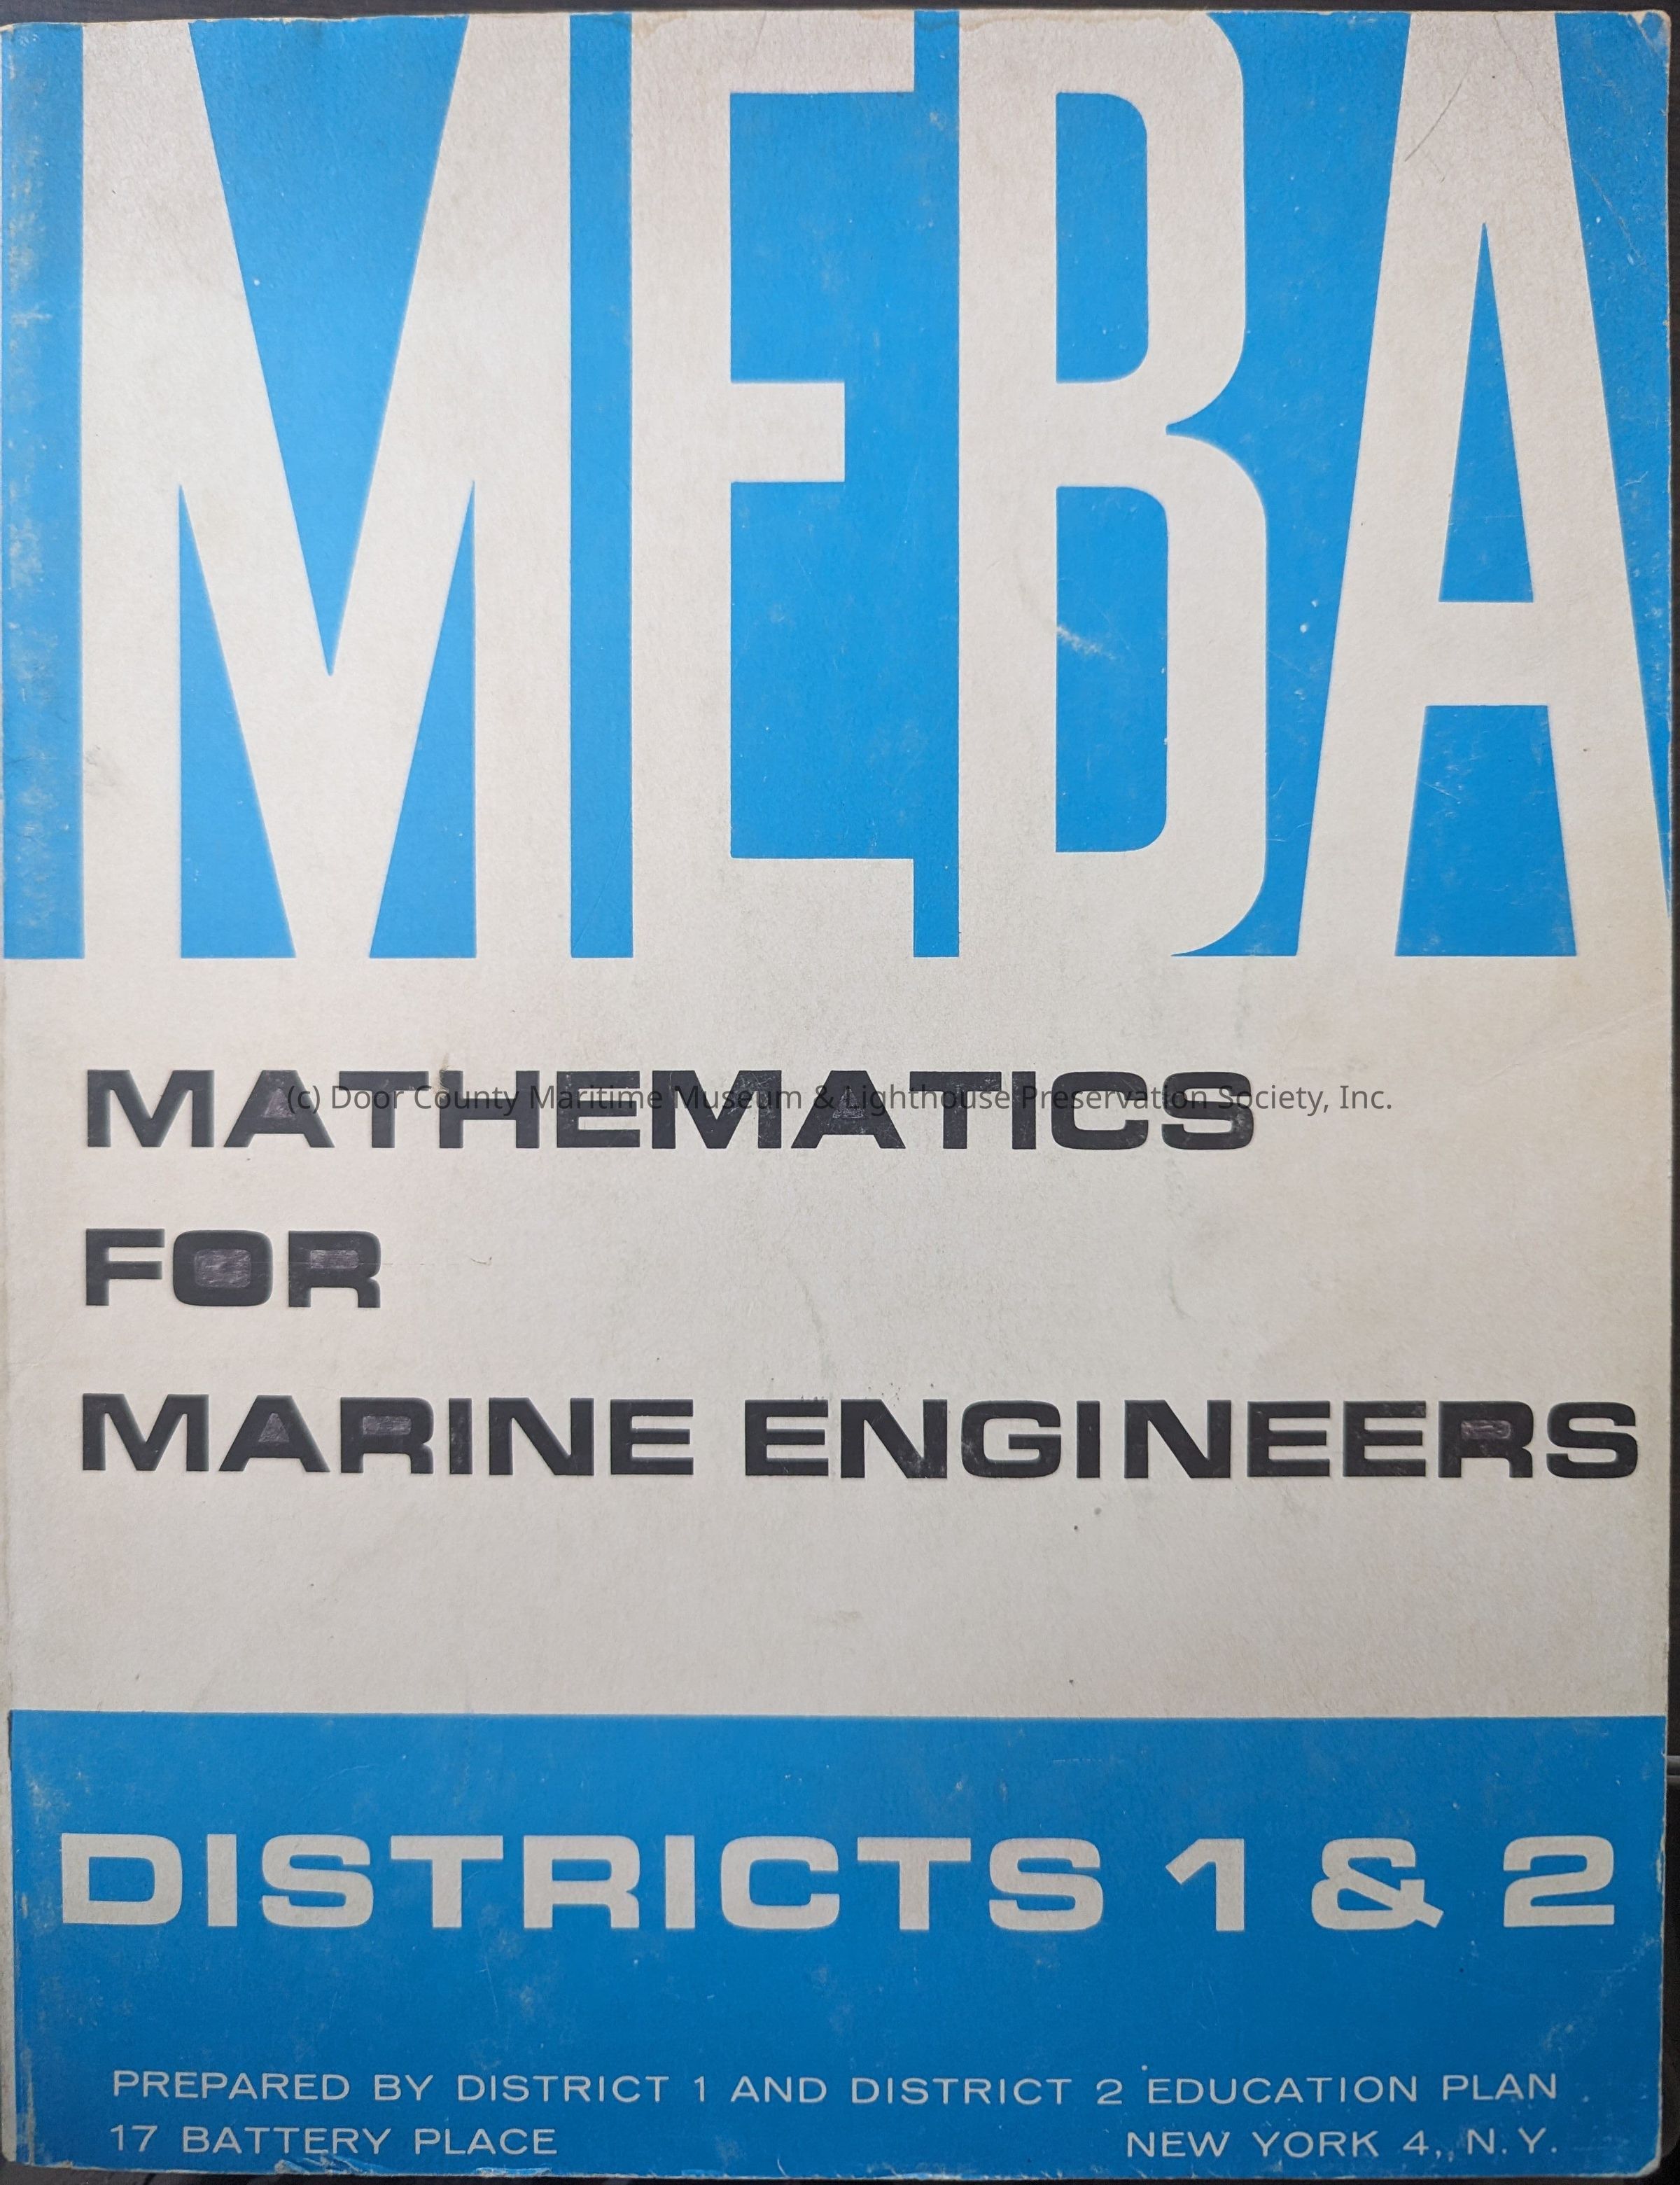 MEBA
MATHEMATICS
(c) Door County Maritime Museum & Lighthouse Preservation Society, Inc.
FOR
MARINE ENGINEERS
DISTRICTS 1 & 2
PREPARED BY DISTRICT 1 AND DISTRICT 2 EDUCATION PLAN
17 BATTERY PLACE NEW YORK 4, N.Y.